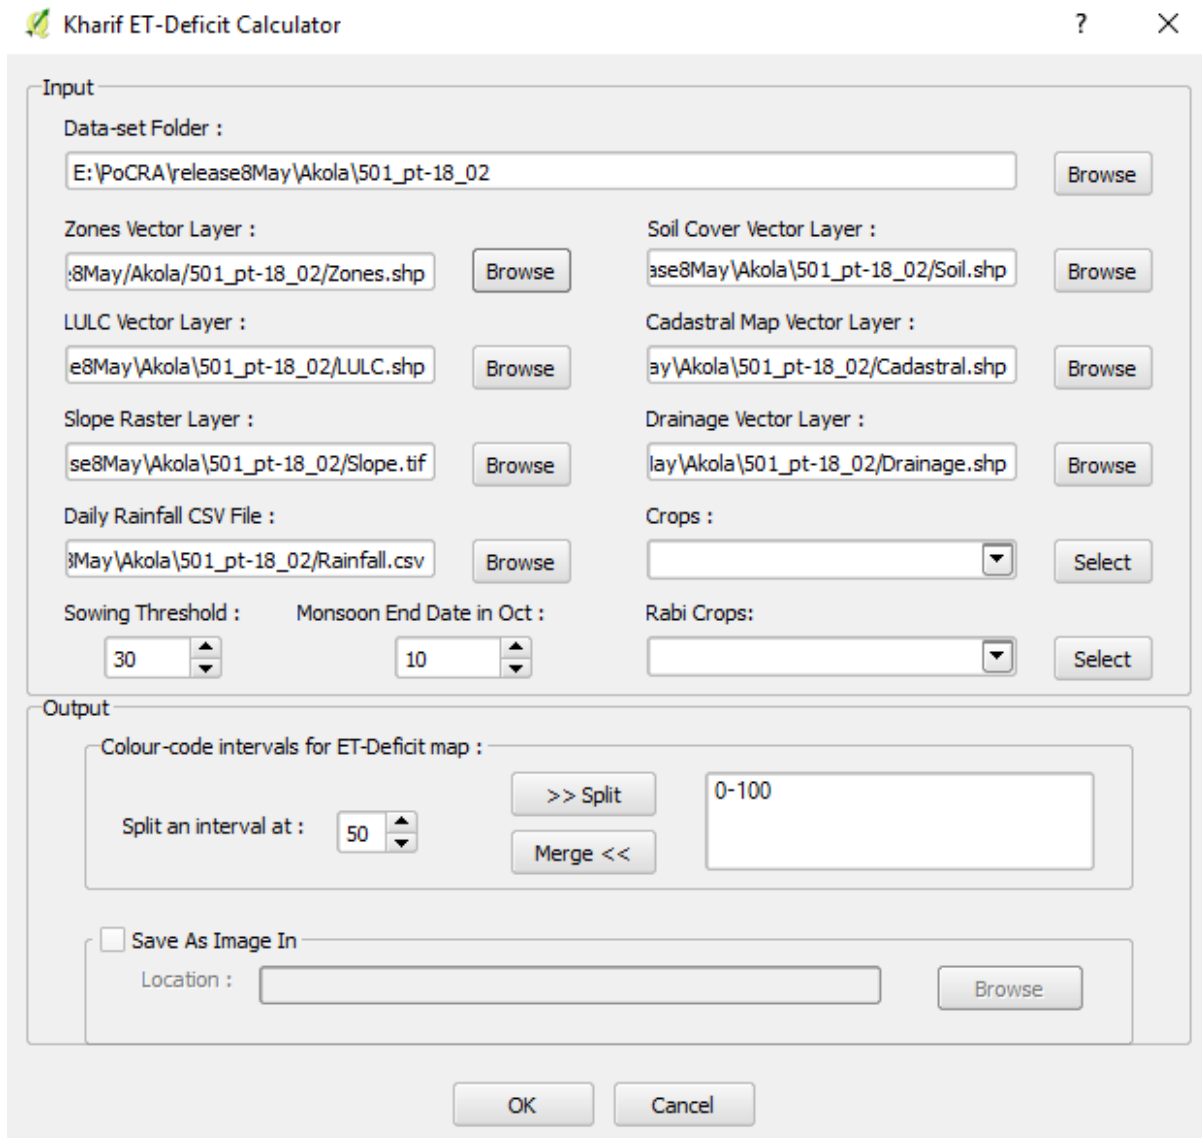 Kharif ET-Deficit Calculator ?
Input
Data-set Folder :
E:\PoCRA\release8May\Akola\501_pt-18_02 Browse
Zones Vector Layer : Soil Cover Vector Layer :
e8May/Akola/501_pt-18_02/Zones.shp Browse ase8May\Akola\501_pt-18_02/Soil.shp Browse
LULC Vector Layer : Cadastral Map Vector Layer :
e8May\Akola\501_pt-18_02/LULC.shp Browse ay\Akola\501_pt-18_02/Cadastral.shp Browse
Slope Raster Layer : Drainage Vector Layer :
se8May\Akola\501_pt-18_02/Slope.tif Browse lay\Akola\501_pt-18_02/Drainage.shp Browse
Daily Rainfall CSV File : Crops :
8May\Akola\501_pt-18_02/Rainfall.csv Browse Select
Sowing Threshold : Monsoon End Date in Oct : Rabi Crops:
30 10 Select
Output
Colour-code intervals for ET-Deficit map :
Split an interval at : 50 >> Split 0-100
Merge <<
Save As Image In
Location : Browse
OK Cancel